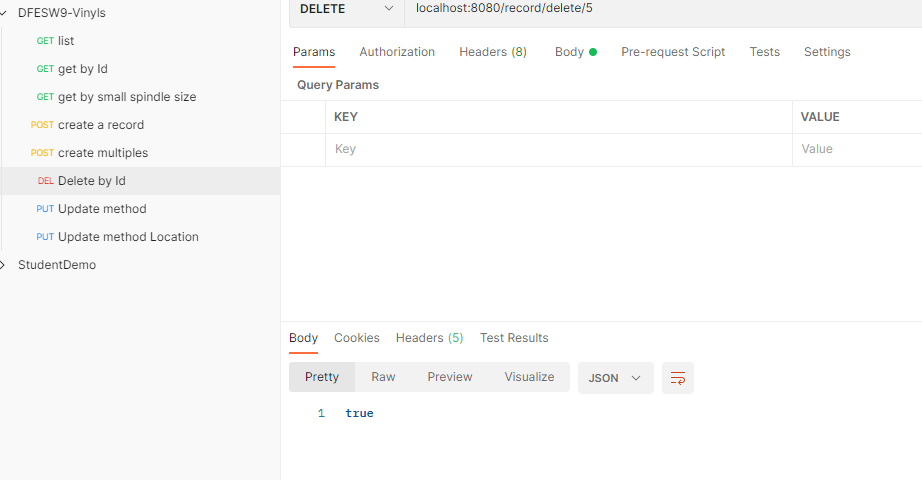 DFESW9-Vinyls
GET list
GET get by Id
GET get by small spindle size
POST create a record
POST create multiples
DEL Delete by Id
PUT Update method
PUT Update method Location
StudentDemo
DELETE localhost:8080/record/delete/5
Params Authorization Headers (8) Body Pre-request Script Tests Settings
Query Params
KEY VALUE
Key Value
Body Cookies Headers (5) Test Results
Pretty Raw Preview Visualize JSON
1 true